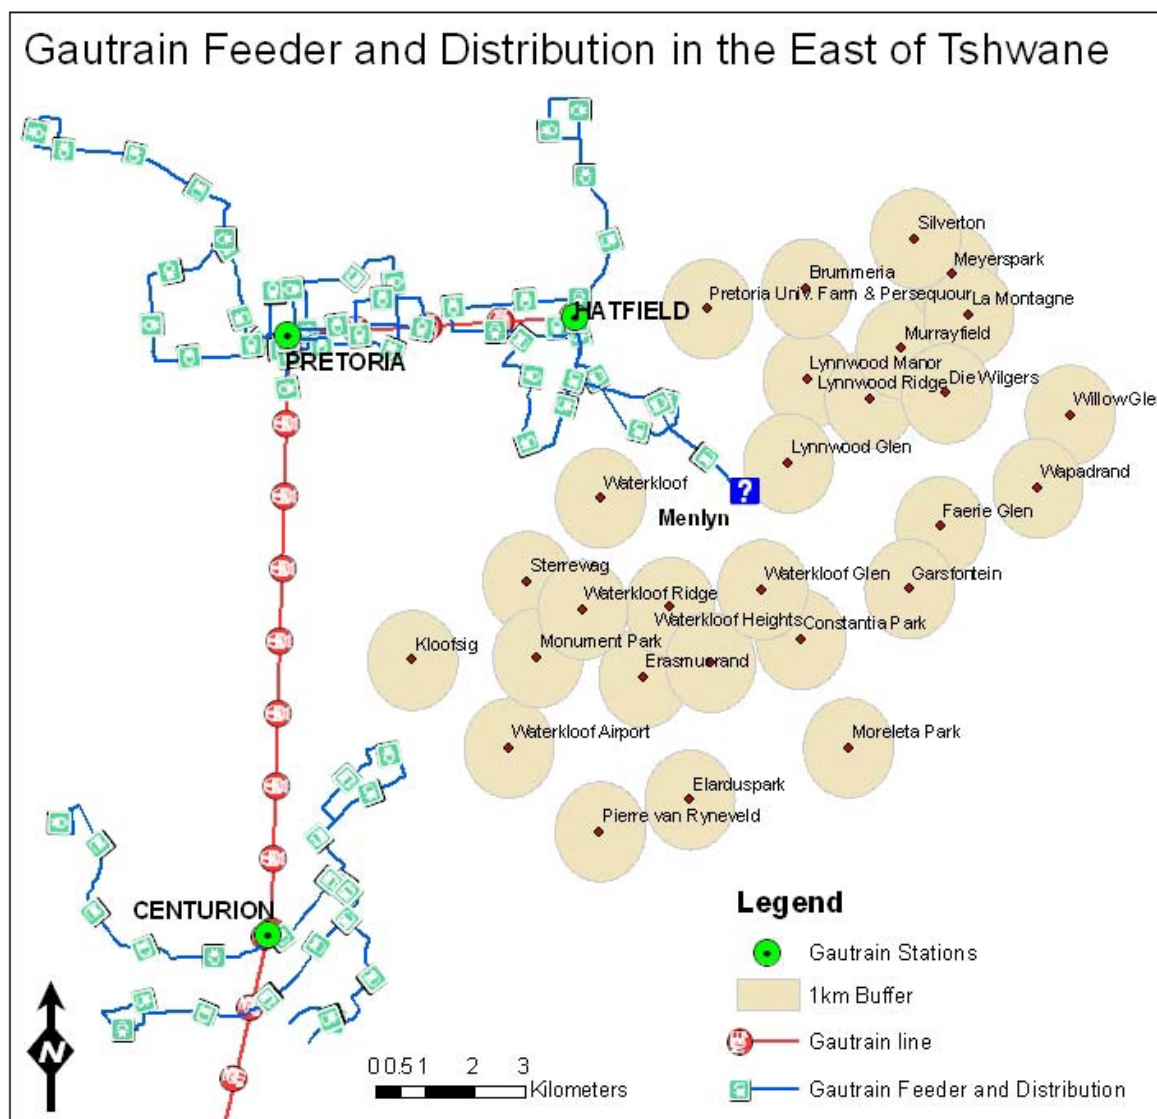 Gautrain Feeder and Distribution in the East of Tshwane
Silverton
Meyerspark
Brummeria
Pretoria Univ. Farm & Persequour
La Montagne
HATFIELD
Murrayfield
PRETORIA
Lynnwood Manor
Lynnwood Ridge
Die Wilgers
Willow Gle
Lynnwood Glen
Wapadrand
Waterkloof
?
Menlyn
Faerie Glen
Sterrewag
Waterkloof Glen
Garsfontein
Waterkloof Ridge
Waterkloof Heights
Constantia Park
Kloofsig
Monument Park
Erasmusrand
Waterkloof Airport
Moreleta Park
Elarduspark
Pierre van Ryneveld
CENTURION
Legend
Gautrain Stations
1km Buffer
Gautrain line
Gautrain Feeder and Distribution
N
0 0.5 1 2 3
Kilometers